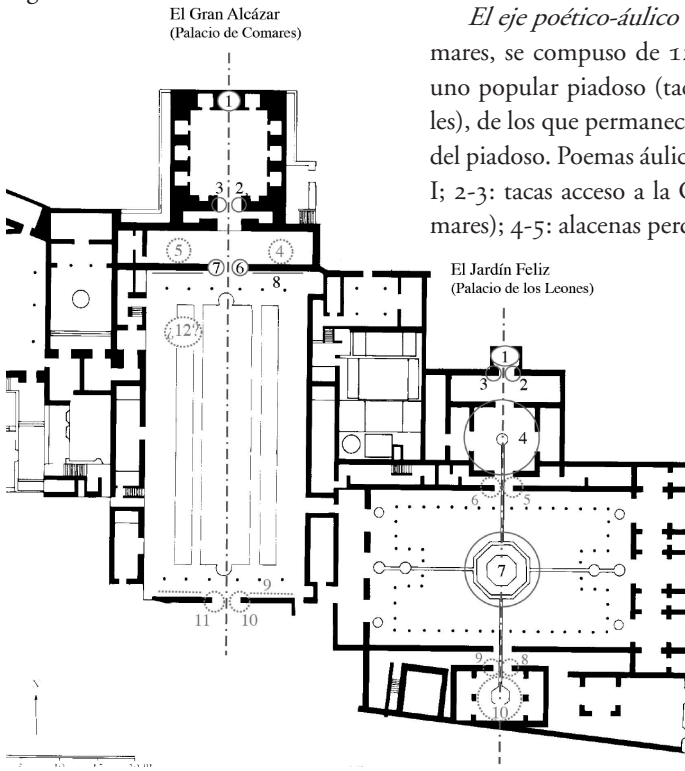 El Gran Alcázar
(Palacio de Comares)
El eje poético-áulico
mares, se compuso de
uno popular piadoso (tac
les), de los que permanec
del piadoso. Poemas áulic
I; 2-3: tacas acceso a la
mares); 4-5: alacenas perd
1
3 2
5 4
7 6
8
12?
9
11 10
El Jardín Feliz
(Palacio de los Leones)
1
3 2
4
6 5
7
9 8
10
N